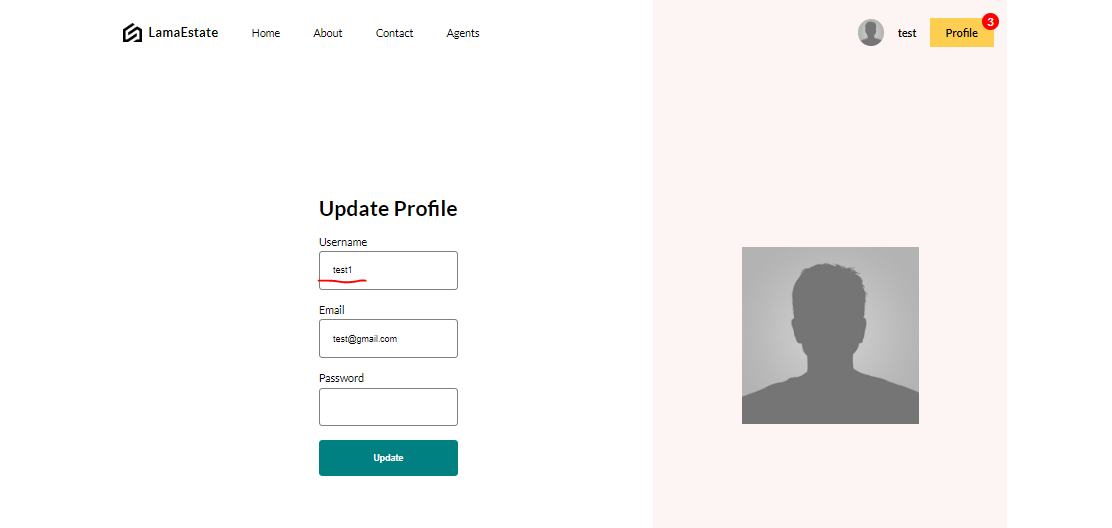 LamaEstate Home About Contact Agents test Profile 3
Update Profile
Username
test1
Email
test@gmail.com
Password
Update